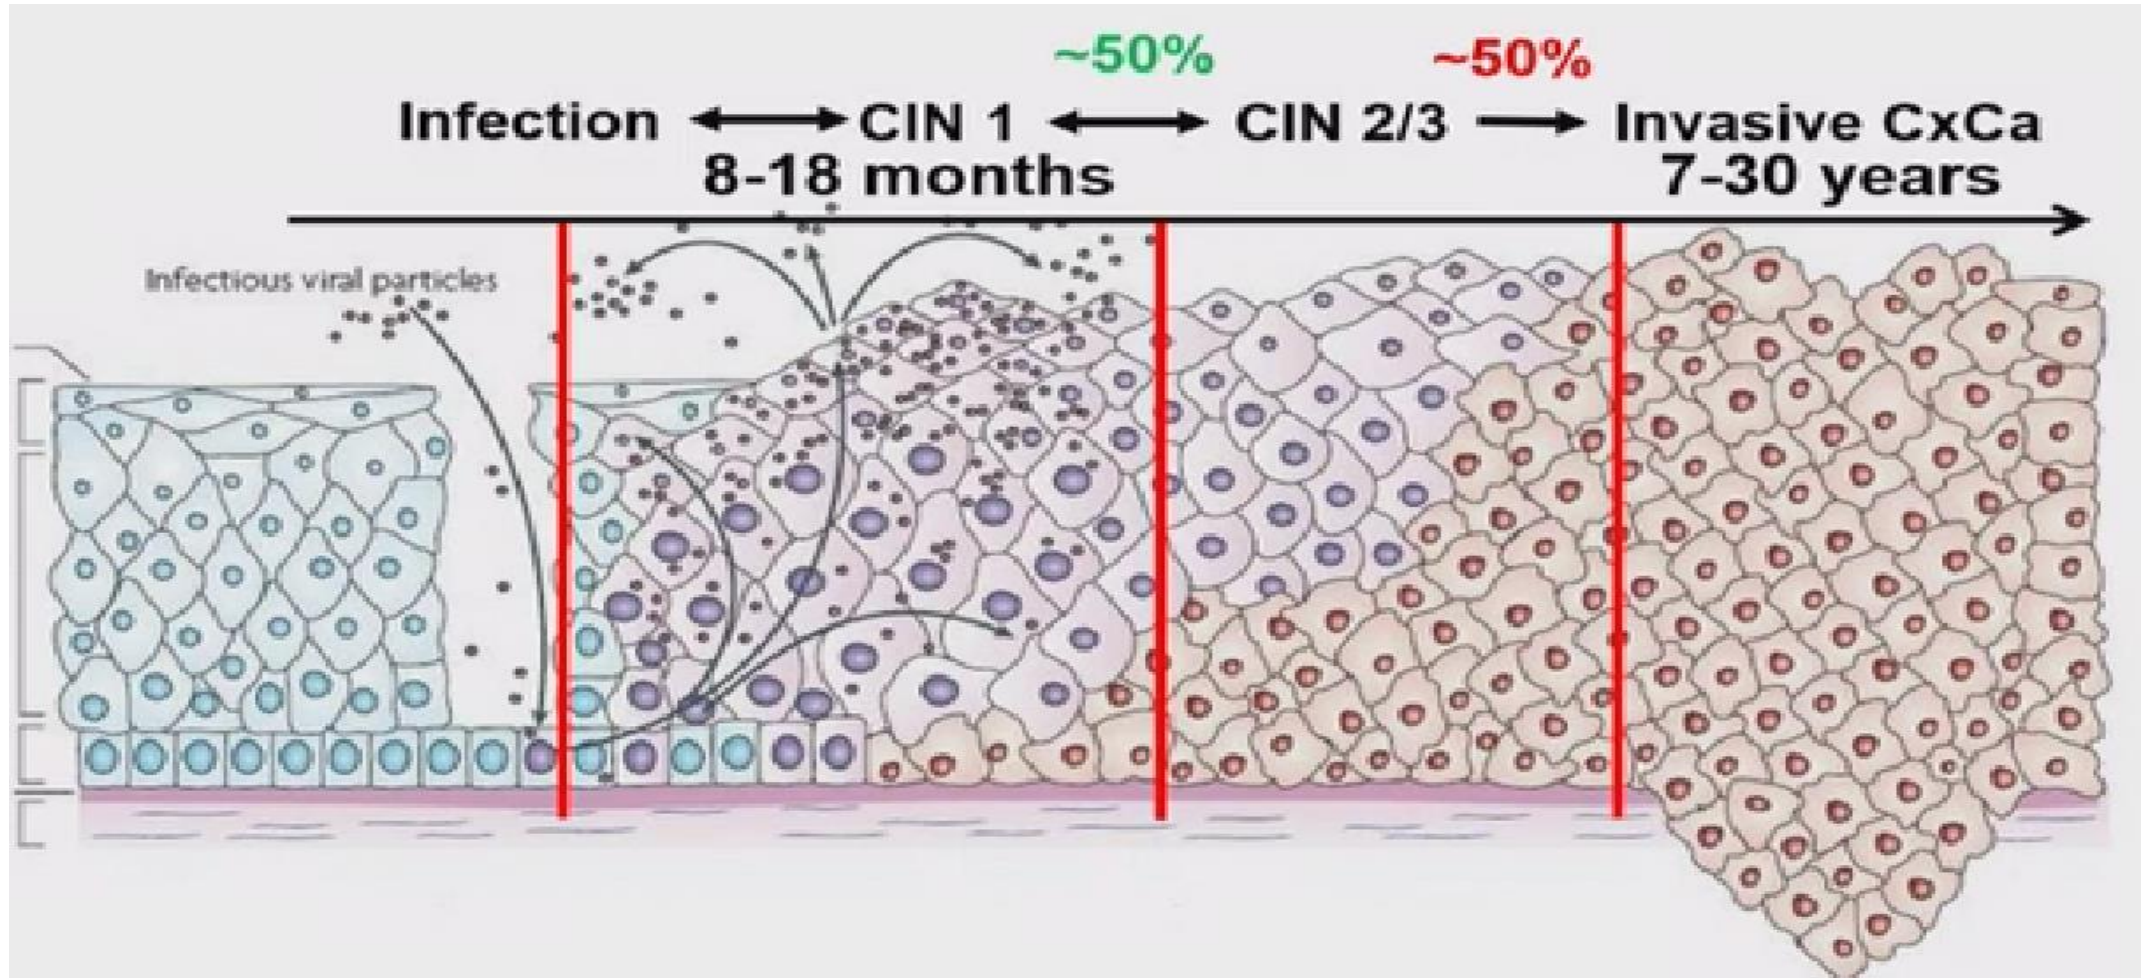 ~50% ~50%
Infection CIN 1 CIN 2/3 Invasive CxCa
8-18 months 7-30 years
Infectious viral particles